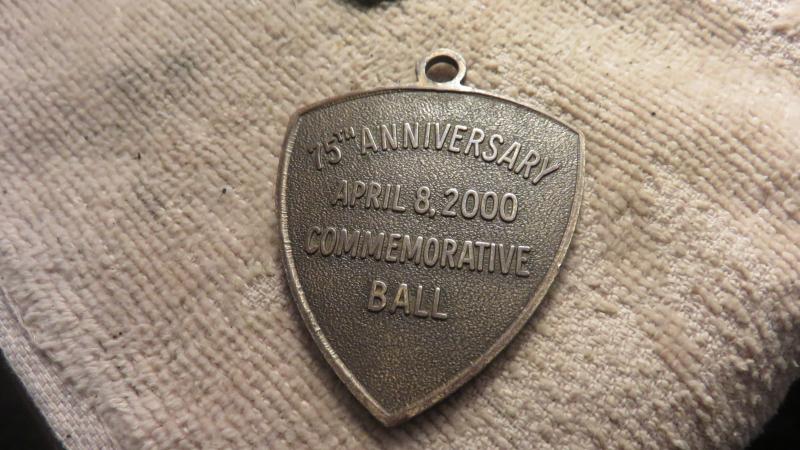 75TH ANNIVERSARY
APRIL 8, 2000
COMMEMORATIVE
BALL